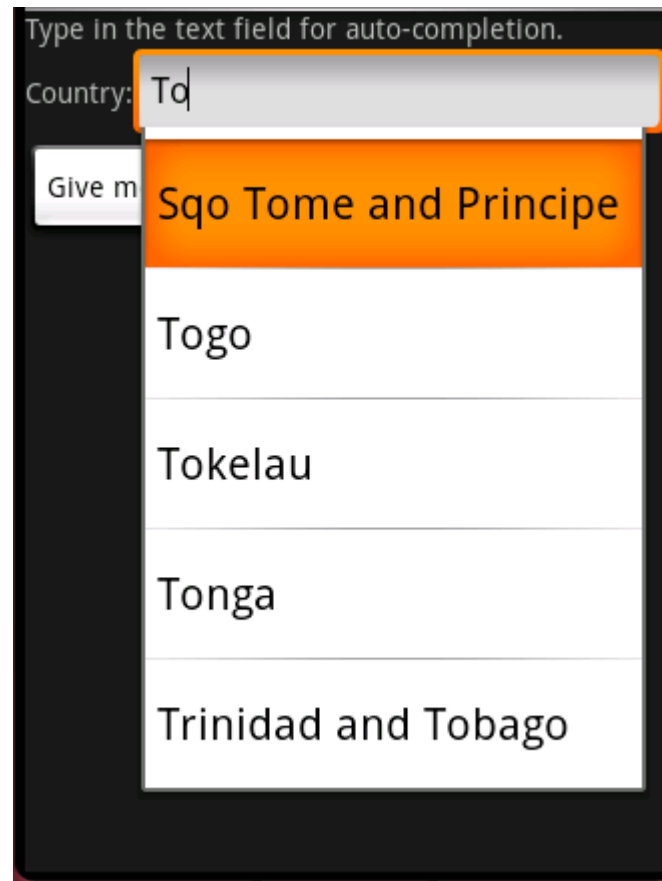 Type in the text field for auto-completion.
Country: To
Give m
Sqo Tome and Principe
Togo
Tokelau
Tonga
Trinidad and Tobago